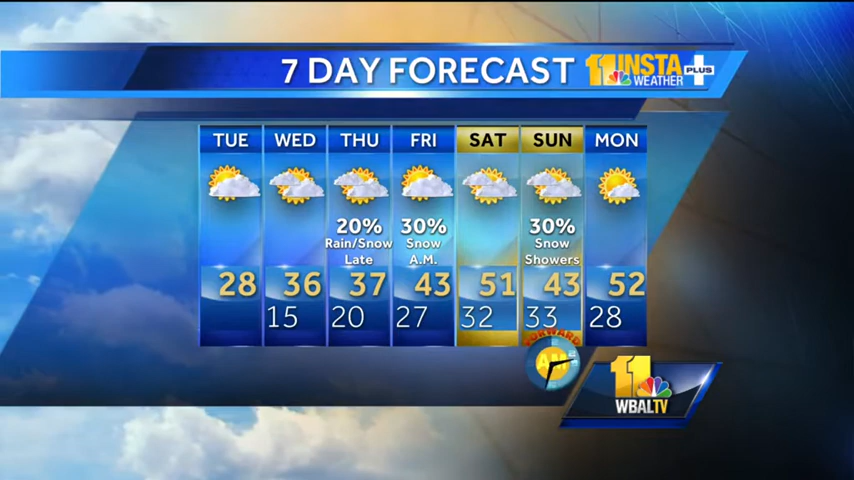 7 DAY FORECAST 11 INSTA WEATHER PLUS
TUE WED THU FRI SAT SUN MON
20% 30% 30%
Rain/Snow Snow Snow
Late A.M. Showers
28 36 37 43 51 43 52
15 20 27 32 33 28
FORWARD
AM
11
WBALTV